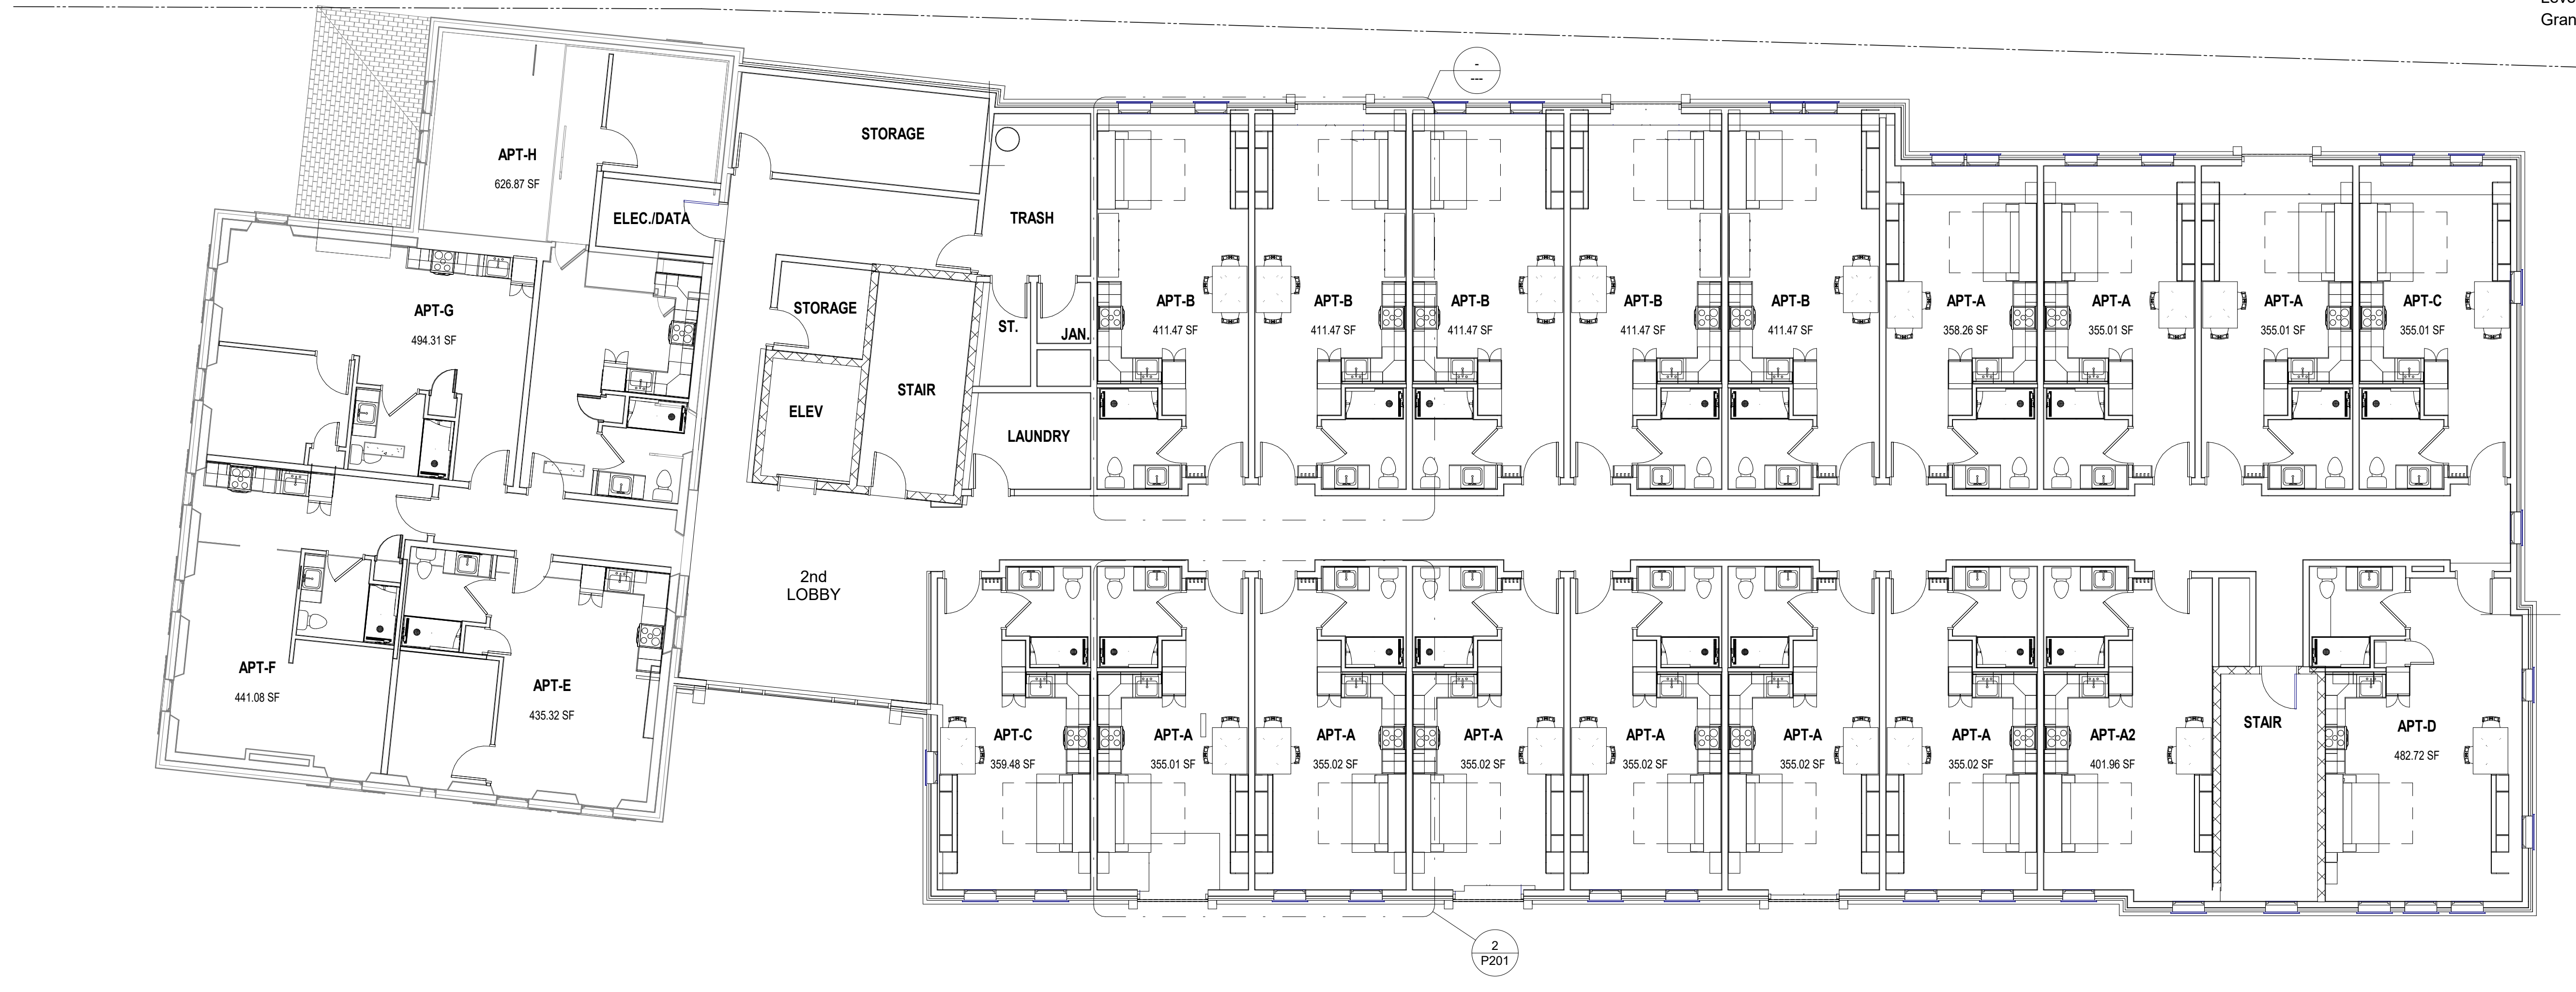 Gran
-
---
STORAGE
APT-H
626.87 SF
ELEC./DATA
TRASH
APT-G
494.31 SF
STORAGE
ST.
JAN.
ELEV
STAIR
LAUNDRY
APT-B
411.47 SF
APT-B
411.47 SF
APT-B
411.47 SF
APT-B
411.47 SF
APT-B
411.47 SF
APT-A
358.26 SF
APT-A
355.01 SF
APT-A
355.01 SF
APT-C
355.01 SF
2nd
LOBBY
APT-F
441.08 SF
APT-E
435.32 SF
APT-C
359.48 SF
APT-A
355.01 SF
APT-A
355.02 SF
APT-A
355.02 SF
APT-A
355.02 SF
APT-A
355.02 SF
APT-A
355.02 SF
APT-A2
401.96 SF
STAIR
APT-D
482.72 SF
2
P201